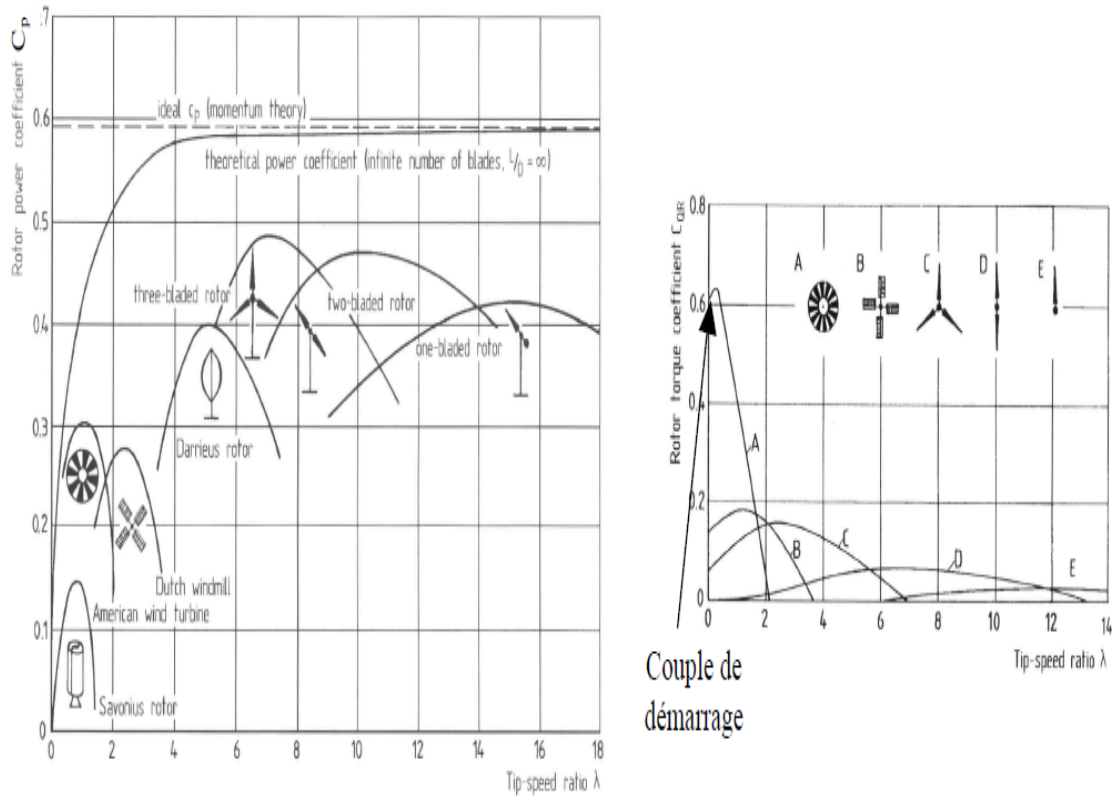 Rotor power coefficient Cp
.7
0.6
0.5
0.4
0.3
0.2
0.1
0
ideal cp (momentum theory)
theoretical power coefficient (infinite number of blades, L/D = ∞)
three-bladed rotor
two-bladed rotor
one-bladed rotor
Darrieus rotor
Dutch windmill
American wind turbine
Savonius rotor
0 2 4 6 8 10 12 14 16 18
Tip-speed ratio λ
Rotor torque coefficient CQR
0.8
0.6
0.4
0.2
0
A B C D E
A
B
C
D
E
0 2 4 6 8 10 12 14
Tip-speed ratio λ
Couple de
démarrage